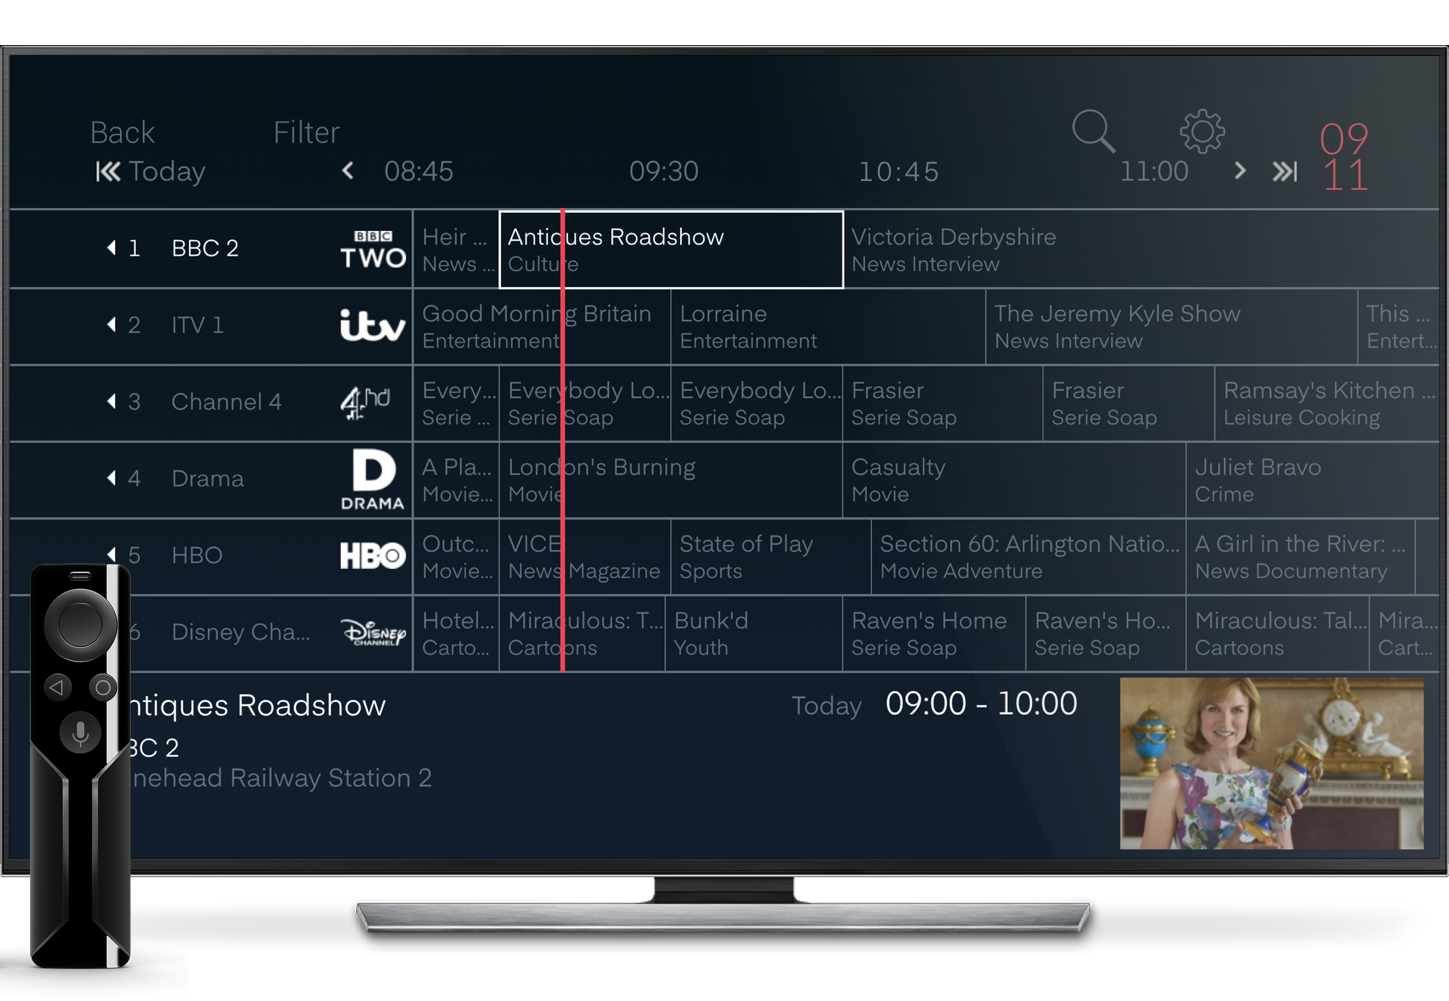 Back Filter
Today 08:45 09:30 10:45 11:00 09
11
1 BBC 2 BBC TWO Heir ... Antiques Roadshow Victoria Derbyshire
News ... Culture News Interview
2 ITV 1 itv Good Morning Britain Lorraine The Jeremy Kyle Show This ...
Entertainment Entertainment News Interview Entert...
3 Channel 4 4hd Every... Everybody Lo... Everybody Lo... Frasier Frasier Ramsay's Kitchen ...
Serie ... Serie Soap Serie Soap Serie Soap Serie Soap Leisure Cooking
4 Drama D DRAMA A Pla... London's Burning Casualty Juliet Bravo
Movie... Movie Movie Crime
5 HBO HBO Outc... VICE State of Play Section 60: Arlington Natio... A Girl in the River: ...
Movie... News Magazine Sports Movie Adventure News Documentary
6 Disney Cha... Disney CHANNEL Hotel... Miraculous: T... Bunk'd Raven's Home Raven's Ho... Miraculous: Tal... Mira...
Carto... Cartoons Youth Serie Soap Serie Soap Cartoons Cart...
ntiques Roadshow Today 09:00 - 10:00
BC 2
nehead Railway Station 2